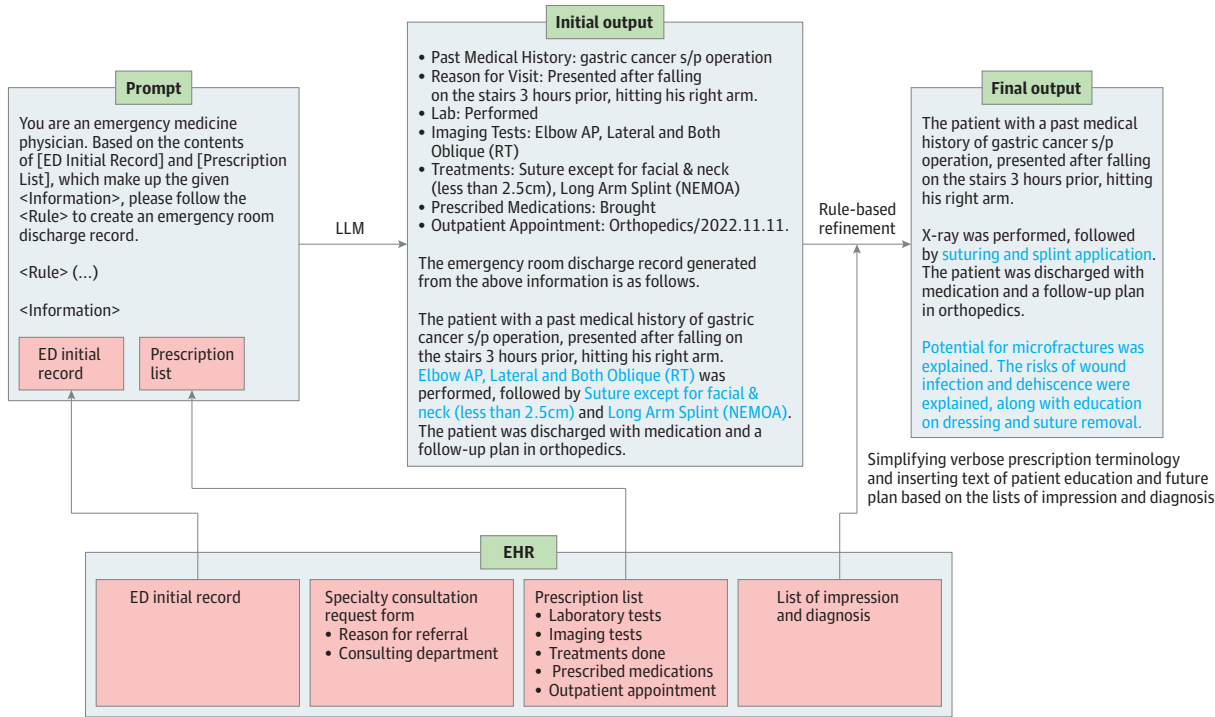 Prompt
You are an emergency medicine
physician. Based on the contents
of [ED Initial Record] and [Prescription
List], which make up the given
<Information>, please follow the
<Rule> to create an emergency room
discharge record.
<Rule> (...)
<Information>
ED initial
record
Prescription
list
LLM
Initial output
• Past Medical History: gastric cancer s/p operation
• Reason for Visit: Presented after falling
on the stairs 3 hours prior, hitting his right arm.
• Lab: Performed
• Imaging Tests: Elbow AP, Lateral and Both
Oblique (RT)
• Treatments: Suture except for facial & neck
(less than 2.5cm), Long Arm Splint (NEMOA)
• Prescribed Medications: Brought
• Outpatient Appointment: Orthopedics/2022.11.11.
The emergency room discharge record generated
from the above information is as follows.
The patient with a past medical history of gastric
cancer s/p operation, presented after falling on
the stairs 3 hours prior, hitting his right arm.
Elbow AP, Lateral and Both Oblique (RT) was
performed, followed by Suture except for facial &
neck (less than 2.5cm) and Long Arm Splint (NEMOA).
The patient was discharged with medication and a
follow-up plan in orthopedics.
Rule-based
refinement
Final output
The patient with a past medical
history of gastric cancer s/p
operation, presented after falling
on the stairs 3 hours prior, hitting
his right arm.
X-ray was performed, followed
by suturing and splint application.
The patient was discharged with
medication and a follow-up plan
in orthopedics.
Potential for microfractures was
explained. The risks of wound
infection and dehiscence were
explained, along with education
on dressing and suture removal.
Simplifying verbose prescription terminology
and inserting text of patient education and future
plan based on the lists of impression and diagnosis
EHR
ED initial record
Specialty consultation
request form
• Reason for referral
• Consulting department
Prescription list
• Laboratory tests
• Imaging tests
• Treatments done
• Prescribed medications
• Outpatient appointment
List of impression
and diagnosis